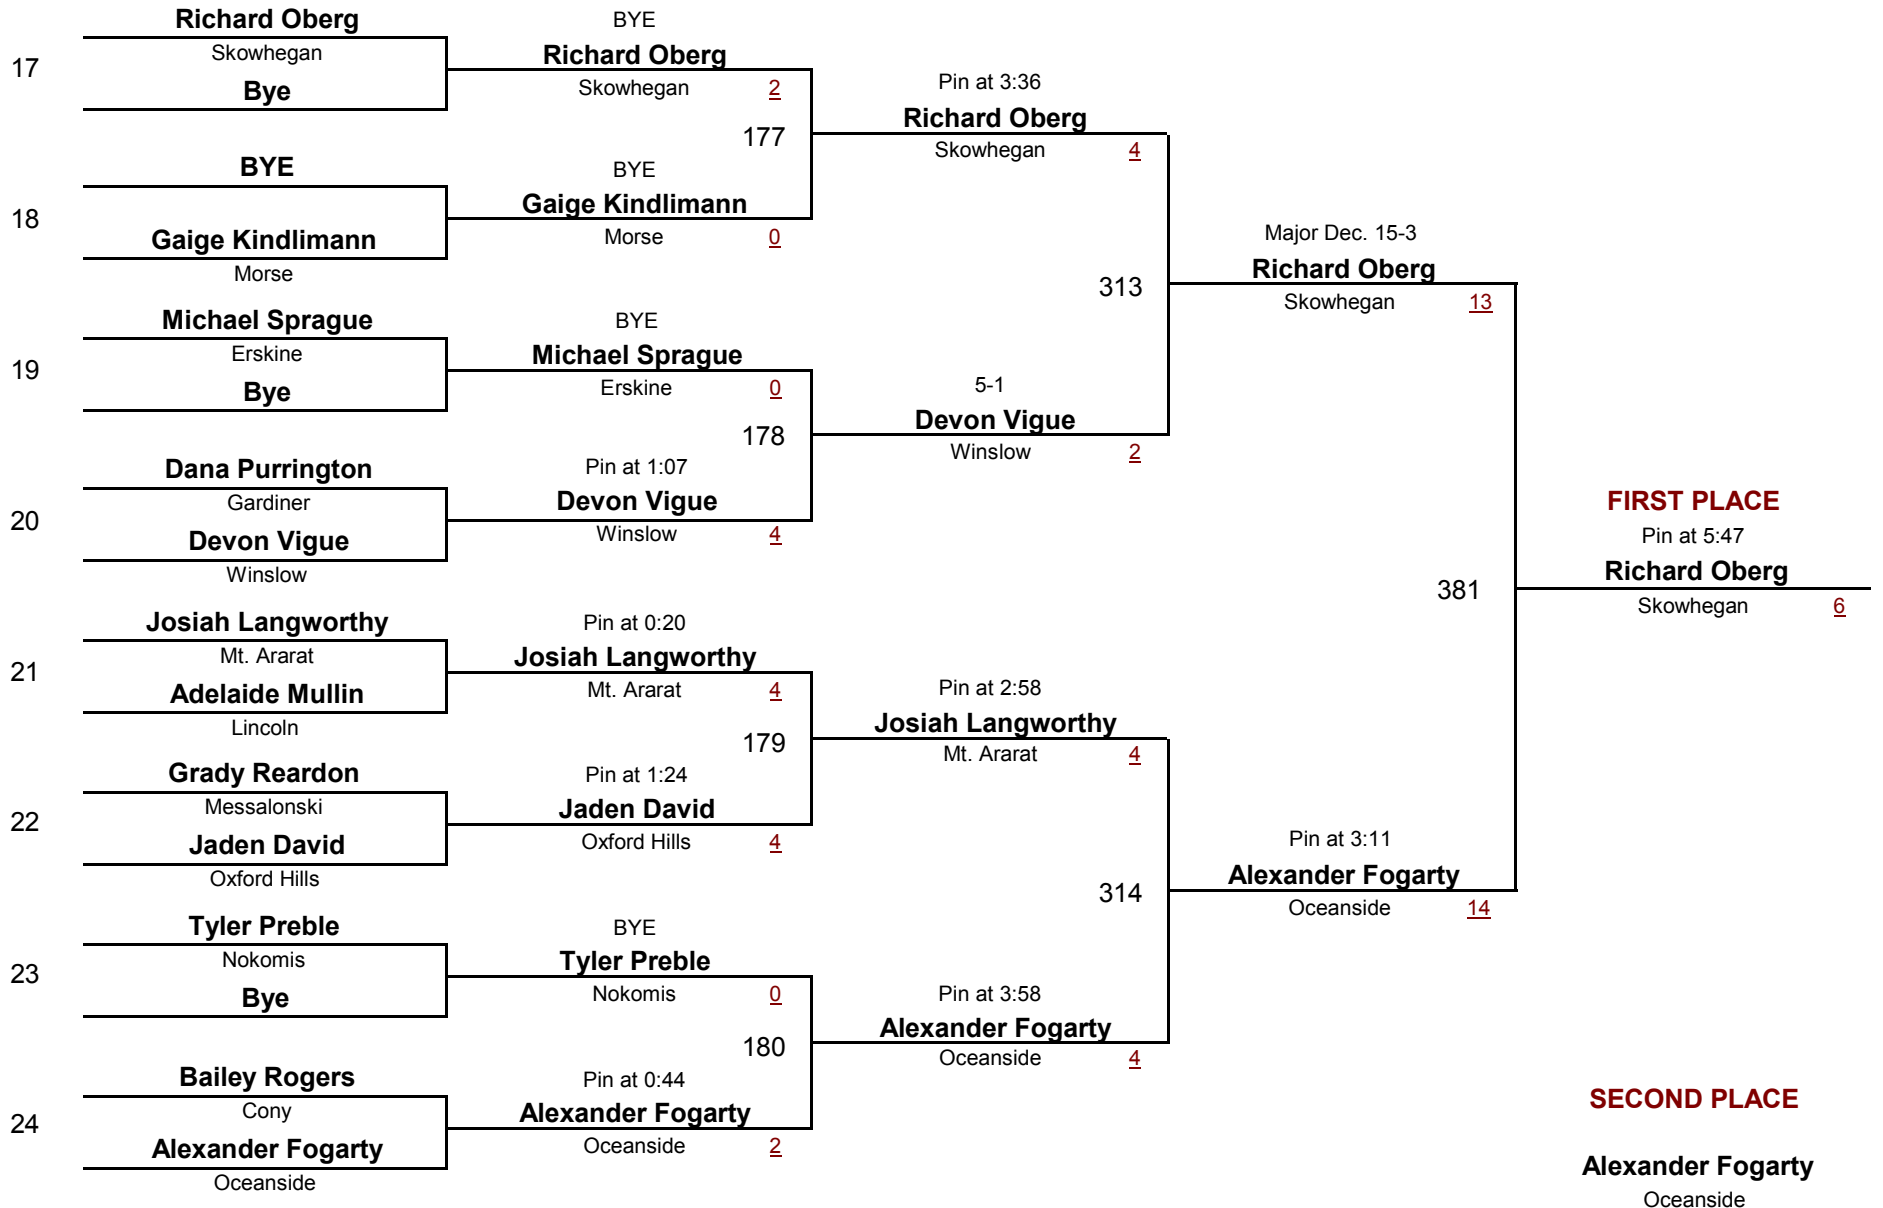 Richard Oberg
Skowhegan
17
Bye
BYE
18
Gaige Kindlimann
Morse
Michael Sprague
Erskine
19
Bye
Dana Purrington
Gardiner
20
Devon Vigue
Winslow
Josiah Langworthy
Mt. Ararat
21
Adelaide Mullin
Lincoln
Grady Reardon
Messalonski
22
Jaden David
Oxford Hills
Tyler Preble
Nokomis
23
Bye
Bailey Rogers
Cony
24
Alexander Fogarty
Oceanside
BYE
Richard Oberg
Skowhegan 2
177
BYE
Gaige Kindlimann
Morse 0
BYE
Michael Sprague
Erskine 0
178
Pin at 1:07
Devon Vigue
Winslow 4
Pin at 0:20
Josiah Langworthy
Mt. Ararat 4
179
Pin at 1:24
Jaden David
Oxford Hills 4
BYE
Tyler Preble
Nokomis 0
180
Pin at 0:44
Alexander Fogarty
Oceanside 2
Pin at 3:36
Richard Oberg
Skowhegan 4
313
5-1
Devon Vigue
Winslow 2
Pin at 2:58
Josiah Langworthy
Mt. Ararat 4
314
Pin at 3:58
Alexander Fogarty
Oceanside 4
Major Dec. 15-3
Richard Oberg
Skowhegan 13
381
Pin at 3:11
Alexander Fogarty
Oceanside 14
FIRST PLACE
Pin at 5:47
Richard Oberg
Skowhegan 6
SECOND PLACE
Alexander Fogarty
Oceanside